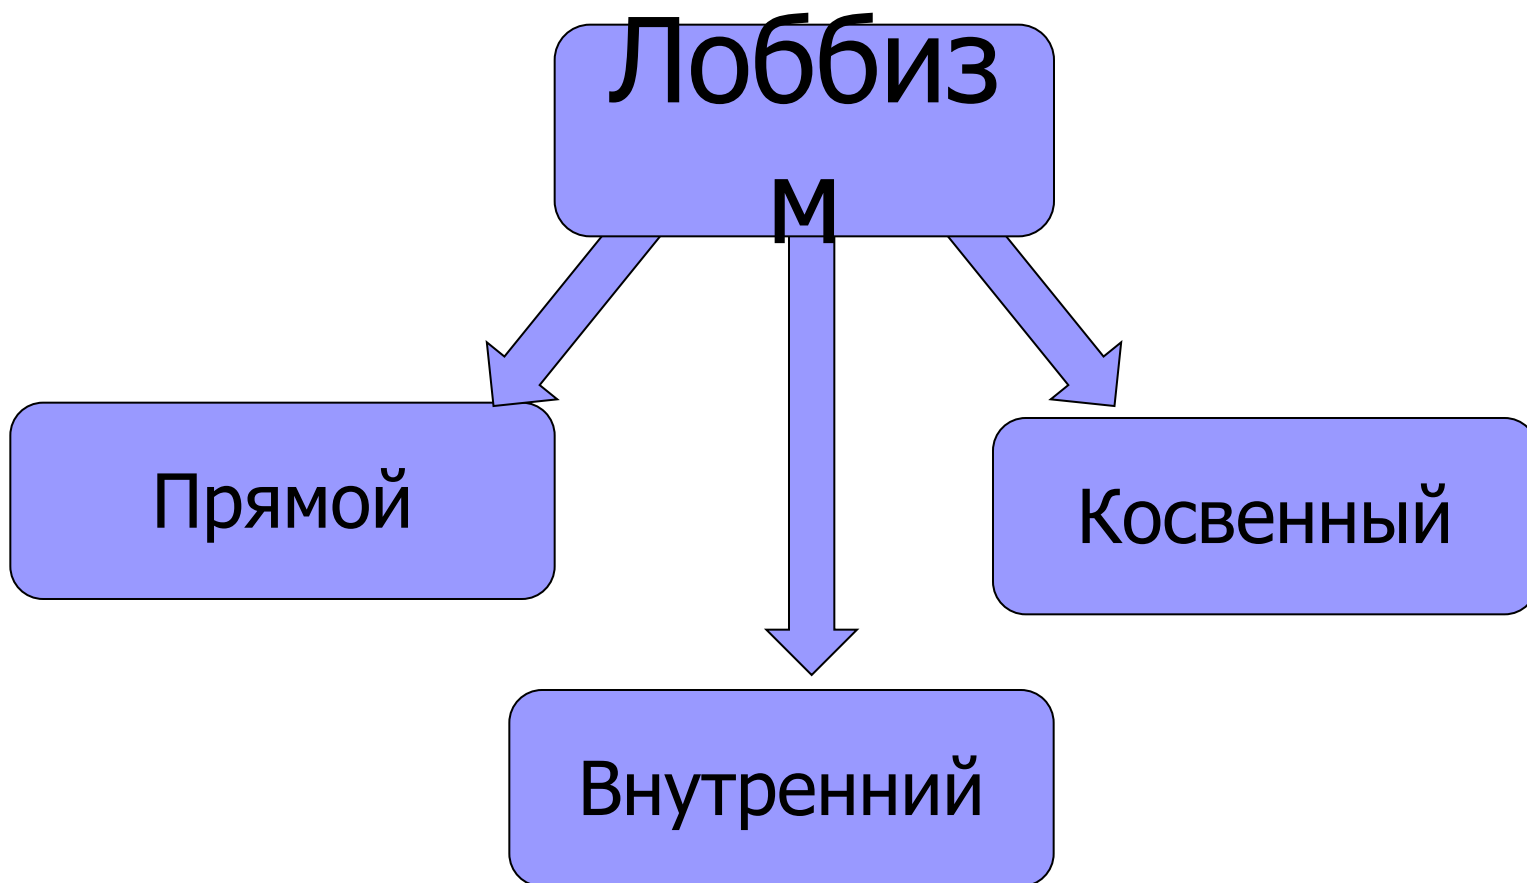 Лоббиз
м
Прямой
Косвенный
Внутренний